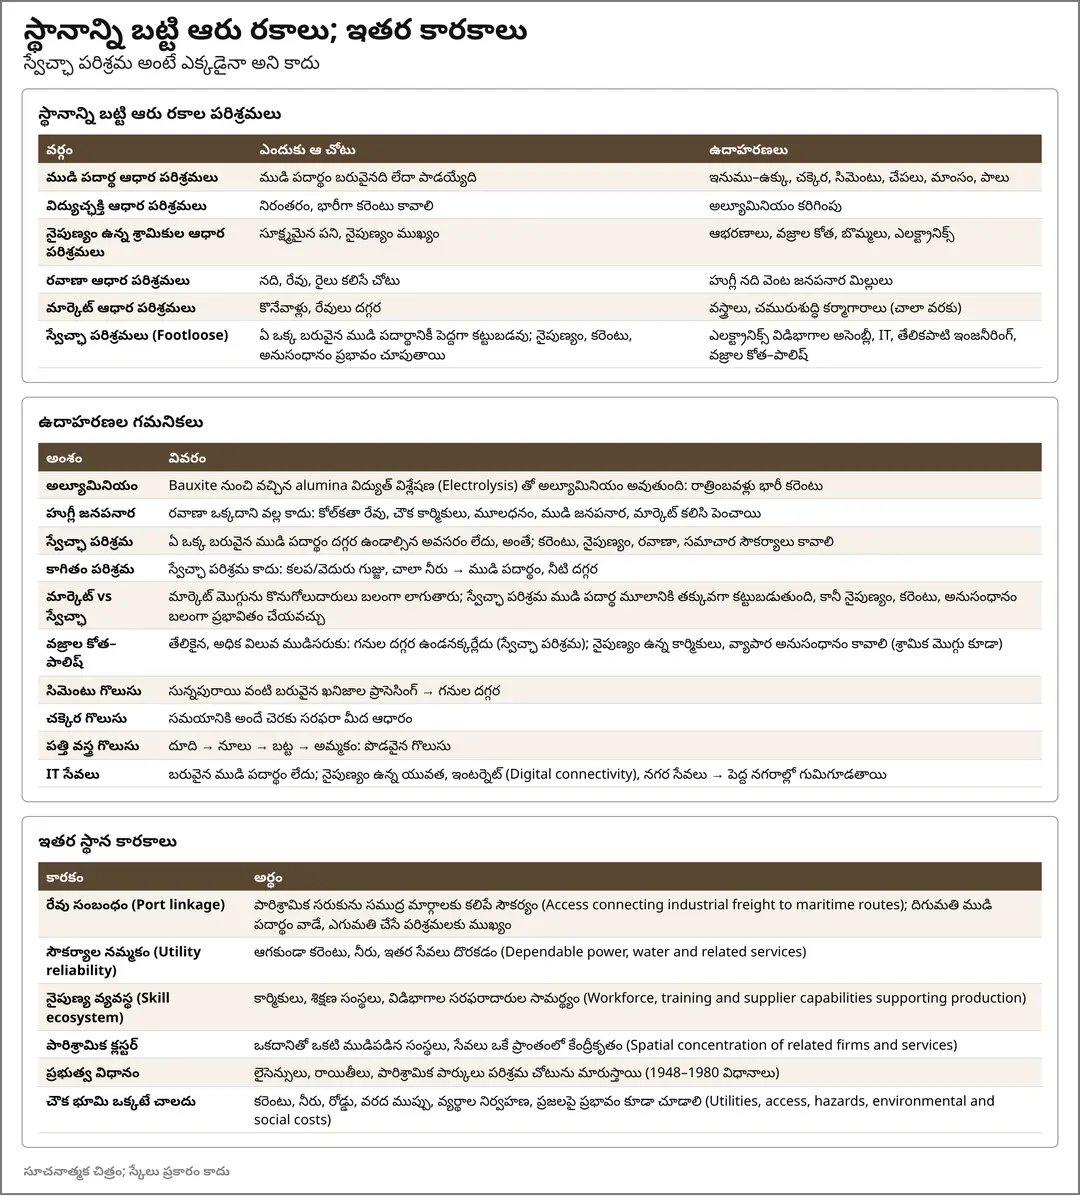 స్థానాన్ని బట్టి ఆరు రకాలు; ఇతర కారకాలు
స్వేచ్ఛా పరిశ్రమ అంటే ఎక్కడైనా అని కాదు
స్థానాన్ని బట్టి ఆరు రకాల పరిశ్రమలు
వర్గం ఎందుకు ఆ చోటు ఉదాహరణలు
ముడి పదార్థ ఆధార పరిశ్రమలు ముడి పదార్థం బరువైనది లేదా పాడయ్యేది ఇనుము–ఉక్కు, చక్కెర, సిమెంటు, చేపలు, మాంసం, పాలు
విద్యుచ్ఛక్తి ఆధార పరిశ్రమలు నిరంతరం, భారీగా కరెంటు కావాలి అల్యూమినియం కరిగింపు
నైపుణ్యం ఉన్న శ్రామికుల ఆధార సూక్ష్మమైన పని, నైపుణ్యం ముఖ్యం ఆభరణాలు, వజ్రాల కోత, బొమ్మలు, ఎలక్ట్రానిక్స్
పరిశ్రమలు
రవాణా ఆధార పరిశ్రమలు నది, రేవు, రైలు కలిసే చోటు హుగ్లీ నది వెంట జనపనార మిల్లులు
మార్కెట్ ఆధార పరిశ్రమలు కొనేవాళ్లు, రేవులు దగ్గర వస్త్రాలు, చమురుశుద్ధి కర్మాగారాలు (చాలా వరకు)
స్వేచ్ఛా పరిశ్రమలు (Footloose) ఏ ఒక్క బరువైన ముడి పదార్థానికీ పెద్దగా కట్టుబడవు; నైపుణ్యం, కరెంటు, ఎలక్ట్రానిక్స్ విడిభాగాల అసెంబ్లీ, IT, తేలికపాటి ఇంజనీరింగ్,
అనుసంధానం ప్రభావం చూపుతాయి వజ్రాల కోత–పాలిష్
ఉదాహరణల గమనికలు
అంశం వివరం
అల్యూమినియం Bauxite నుంచి వచ్చిన alumina విద్యుత్ విశ్లేషణ (Electrolysis) తో అల్యూమినియం అవుతుంది: రాత్రింబవళ్లు భారీ కరెంటు
హుగ్లీ జనపనార రవాణా ఒక్కదాని వల్ల కాదు: కోల్‌కతా రేవు, చౌక కార్మికులు, మూలధనం, ముడి జనపనార, మార్కెట్ కలిసి పెంచాయి
స్వేచ్ఛా పరిశ్రమ ఏ ఒక్క బరువైన ముడి పదార్థం దగ్గర ఉండాల్సిన అవసరం లేదు, అంతే; కరెంటు, నైపుణ్యం, రవాణా, సమాచార సౌకర్యాలు కావాలి
కాగితం పరిశ్రమ స్వేచ్ఛా పరిశ్రమ కాదు: కలప/వెదురు గుజ్జు, చాలా నీరు → ముడి పదార్థం, నీటి దగ్గర
మార్కెట్ vs మార్కెట్ మొగ్గును కొనుగోలుదారులు బలంగా లాగుతారు; స్వేచ్ఛా పరిశ్రమ ముడి పదార్థ మూలానికి తక్కువగా కట్టుబడుతుంది, కానీ నైపుణ్యం, కరెంటు, అనుసంధానం
స్వేచ్ఛా బలంగా ప్రభావితం చేయవచ్చు
వజ్రాల కోత– తేలికైన, అధిక విలువ ముడిసరుకు: గనుల దగ్గర ఉండనక్కర్లేదు (స్వేచ్ఛా పరిశ్రమ); నైపుణ్యం ఉన్న కార్మికులు, వ్యాపార అనుసంధానం కావాలి (శ్రామిక మొగ్గు కూడా)
పాలిష్
సిమెంటు గొలుసు సున్నపురాయి వంటి బరువైన ఖనిజాల ప్రాసెసింగ్ → గనుల దగ్గర
చక్కెర గొలుసు సమయానికి అందే చెరకు సరఫరా మీద ఆధారం
పత్తి వస్త్ర గొలుసు దూది → నూలు → బట్ట → అమ్మకం: పొడవైన గొలుసు
IT సేవలు బరువైన ముడి పదార్థం లేదు; నైపుణ్యం ఉన్న యువత, ఇంటర్నెట్ (Digital connectivity), నగర సేవలు → పెద్ద నగరాల్లో గుమిగూడతాయి
ఇతర స్థాన కారకాలు
కారకం అర్థం
రేవు సంబంధం (Port linkage) పారిశ్రామిక సరుకును సముద్ర మార్గాలకు కలిపే సౌకర్యం (Access connecting industrial freight to maritime routes); దిగుమతి ముడి
పదార్థం వాడే, ఎగుమతి చేసే పరిశ్రమలకు ముఖ్యం
సౌకర్యాల నమ్మకం (Utility ఆగకుండా కరెంటు, నీరు, ఇతర సేవలు దొరకడం (Dependable power, water and related services)
reliability)
నైపుణ్య వ్యవస్థ (Skill కార్మికులు, శిక్షణ సంస్థలు, విడిభాగాల సరఫరాదారుల సామర్థ్యం (Workforce, training and supplier capabilities supporting production)
ecosystem)
పారిశ్రామిక క్లస్టర్ ఒకదానితో ఒకటి ముడిపడిన సంస్థలు, సేవలు ఒకే ప్రాంతంలో కేంద్రీకృతం (Spatial concentration of related firms and services)
ప్రభుత్వ విధానం లైసెన్సులు, రాయితీలు, పారిశ్రామిక పార్కులు పరిశ్రమ చోటును మారుస్తాయి (1948–1980 విధానాలు)
చౌక భూమి ఒక్కటే చాలదు కరెంటు, నీరు, రోడ్డు, వరద ముప్పు, వ్యర్థాల నిర్వహణ, ప్రజలపై ప్రభావం కూడా చూడాలి (Utilities, access, hazards, environmental and
social costs)
సూచనాత్మక చిత్రం; స్కేలు ప్రకారం కాదు